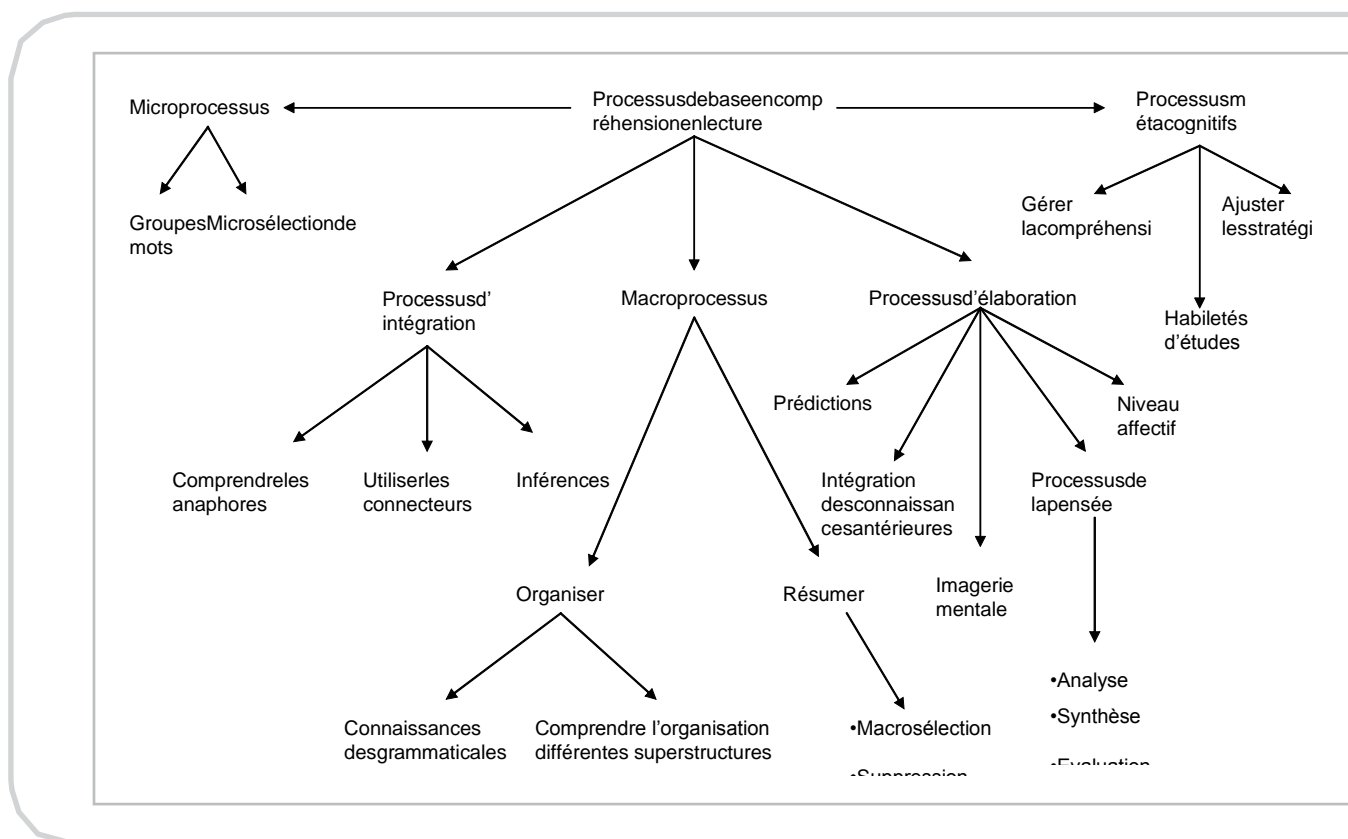 Microprocessus
Processusdebaseencomp
réhensionenlecture
Processusm
étacognitifs
GroupesMicrosélectionde
mots
Gérer
lacompréhensi
Ajuster
lesstratégi
Habiletés
d'études
Processusd'
intégration
Macroprocessus
Processusd'élaboration
Prédictions
Niveau
affectif
Comprendreles
anaphores
Utiliserles
connecteurs
Inférences
Intégration
desconnaissan
cesantérieures
Processusde
lapensée
Imagerie
mentale
Organiser
Résumer
Connaissances
desgrammaticales
Comprendre l'organisation
différentes superstructures
•Macrosélection
•Suppression
•Analyse
•Synthèse
•Evaluation